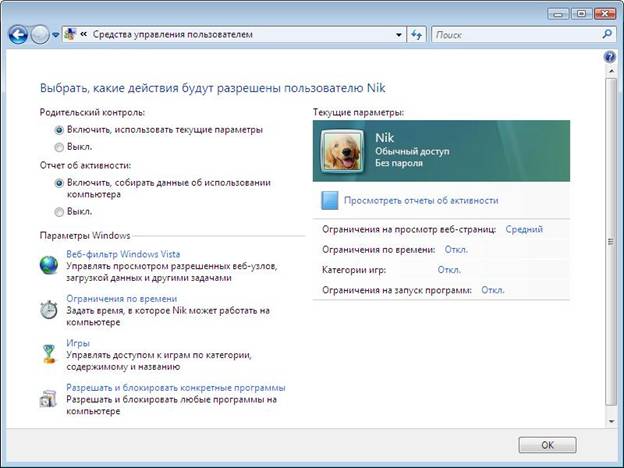 Средства управления пользователем
Поиск
Выбрать, какие действия будут разрешены пользователю Nik
Родительский контроль:
Включить, использовать текущие параметры
Выкл.
Отчет об активности:
Включить, собирать данные об использовании
компьютера
Выкл.
Параметры Windows
Веб-фильтр Windows Vista
Управлять просмотром разрешенных веб-узлов,
загрузкой данных и другими задачами
Ограничения по времени
Задать время, в которое Nik может работать на
компьютере
Игры
Управлять доступом к играм по категории,
содержимому и названию
Разрешать и блокировать конкретные программы
Разрешать и блокировать любые программы на
компьютере
Текущие параметры:
Nik
Обычный доступ
Без пароля
Просмотреть отчеты об активности
Ограничения на просмотр веб-страниц: Средний
Ограничения по времени: Откл.
Категории игр: Откл.
Ограничения на запуск программ: Откл.
OK